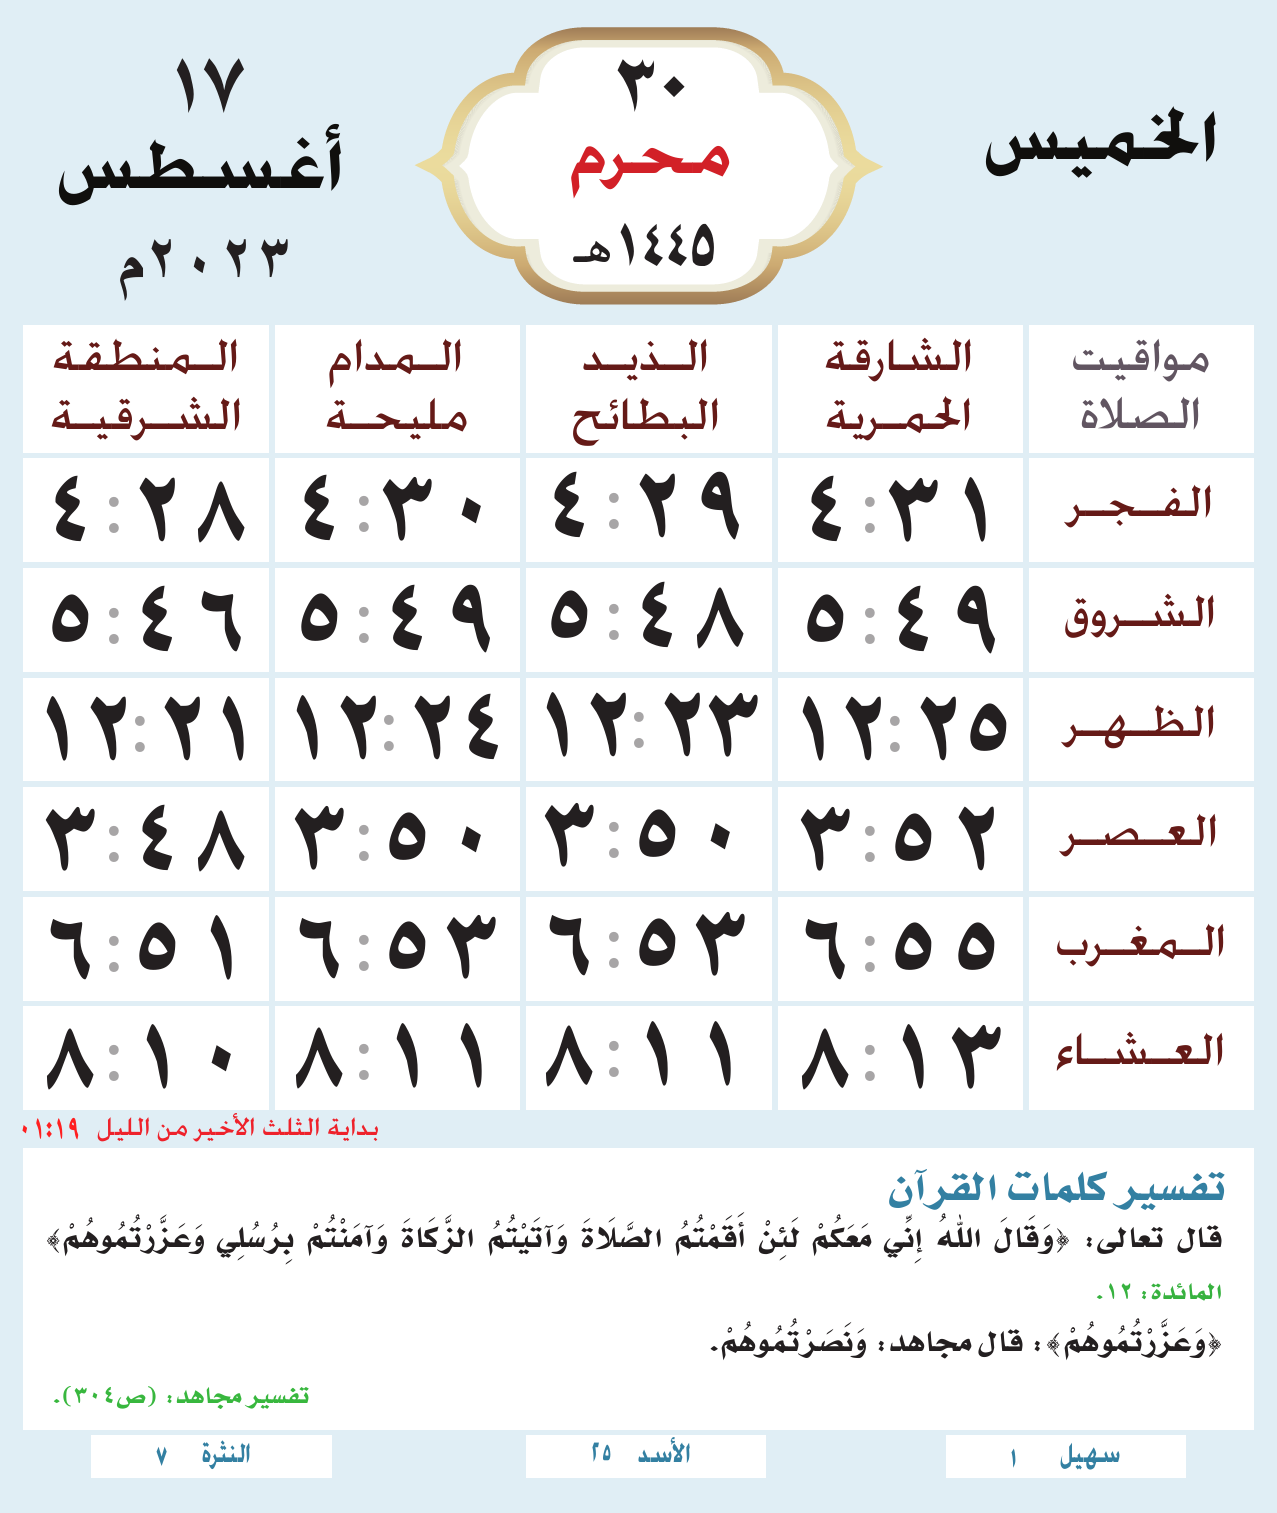 الخميس
٣٠
محرم
١٤٤٥هـ
١٧
أغسطس
٢٠٢٣م
مواقيت الصلاة الشارقة الحمرية الذيد البطائح المدام مليحة المنطقة الشرقية
الفجر ٤:٣١ ٤:٢٩ ٤:٣٠ ٤:٢٨
الشروق ٥:٤٩ ٥:٤٨ ٥:٤٩ ٥:٤٦
الظهر ١٢:٢٥ ١٢:٢٣ ١٢:٢٤ ١٢:٢١
العصر ٣:٥٢ ٣:٥٠ ٣:٥٠ ٣:٤٨
المغرب ٦:٥٥ ٦:٥٣ ٦:٥٣ ٦:٥١
العشاء ٨:١٣ ٨:١١ ٨:١١ ٨:١٠
بداية الثلث الأخير من الليل ٠١:١٩
تفسير كلمات القرآن
قال تعالى: ﴿وَقَالَ اللهُ إِنِّي مَعَكُمْ لَئِنْ أَقَمْتُمُ الصَّلَاةَ وَآتَيْتُمُ الزَّكَاةَ وَآمَنْتُمْ بِرُسُلِي وَعَزَّرْتُمُوهُمْ﴾
المائدة: ١٢.
﴿وَعَزَّرْتُمُوهُمْ﴾: قال مجاهد: وَنَصَرْتُمُوهُمْ.
تفسير مجاهد: (ص٣٠٤).
سهيل ١
الأسد ٢٥
النثرة ٧